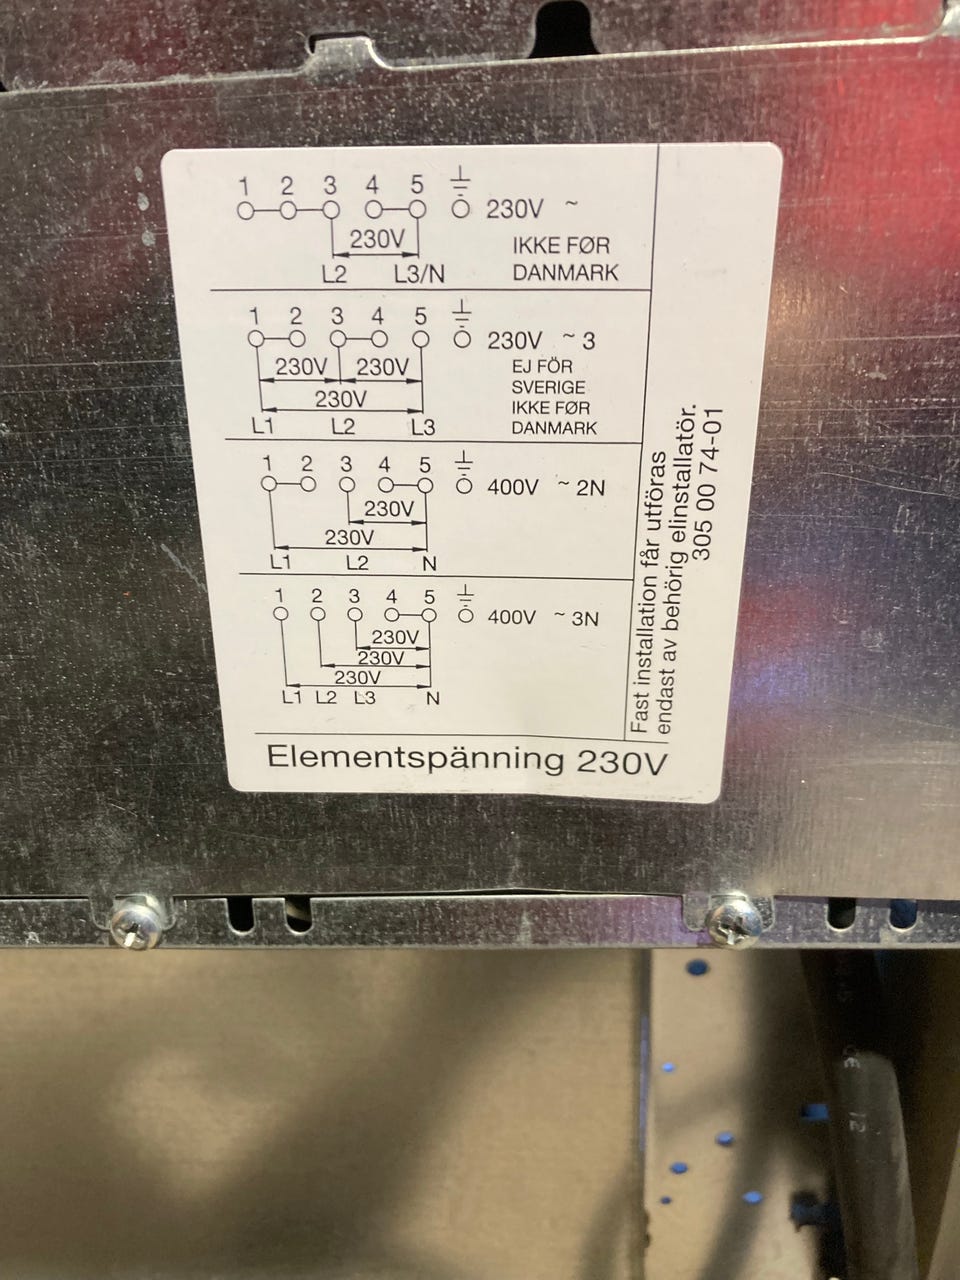 1 2 3 4 5
230V ~
230V
IKKE FØR
DANMARK
L2 L3/N
1 2 3 4 5
230V ~ 3
230V 230V
230V
EJ FÖR
SVERIGE
IKKE FØR
DANMARK
L1 L2 L3
1 2 3 4 5
400V ~ 2N
230V
230V
L1 L2 N
1 2 3 4 5
400V ~ 3N
230V
230V
230V
L1 L2 L3 N
Fast installation får utföras
endast av behörig elinstallatör.
305 00 74-01
Elementspänning 230V
CE